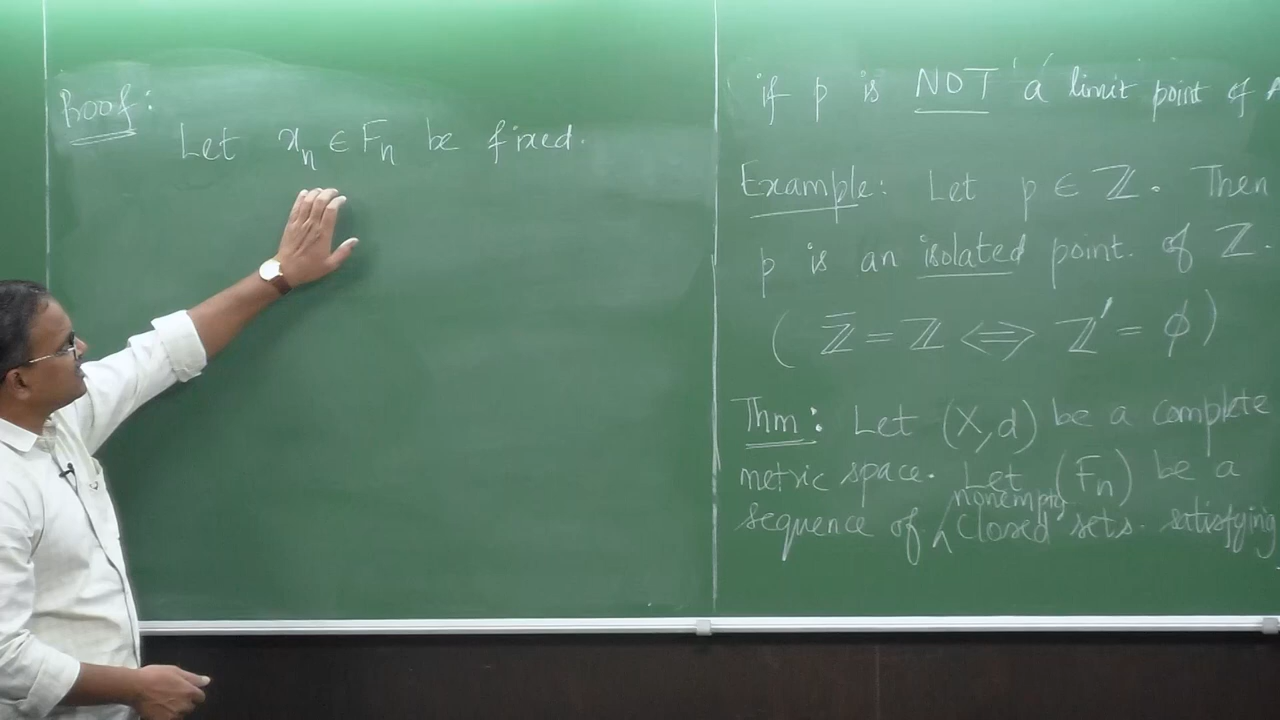 Proof:
Let xₙ ∈ Fₙ be fixed.
if p is NOT a limit point of A
Example: Let p ∈ ℤ. Then
p is an isolated point. of ℤ.
( ℤ̄ = ℤ ⟺ ℤ′ = ϕ )
Thm: Let (X,d) be a complete
metric space. Let (Fₙ) be a
nonempty
sequence of ∧ closed sets. satisfying